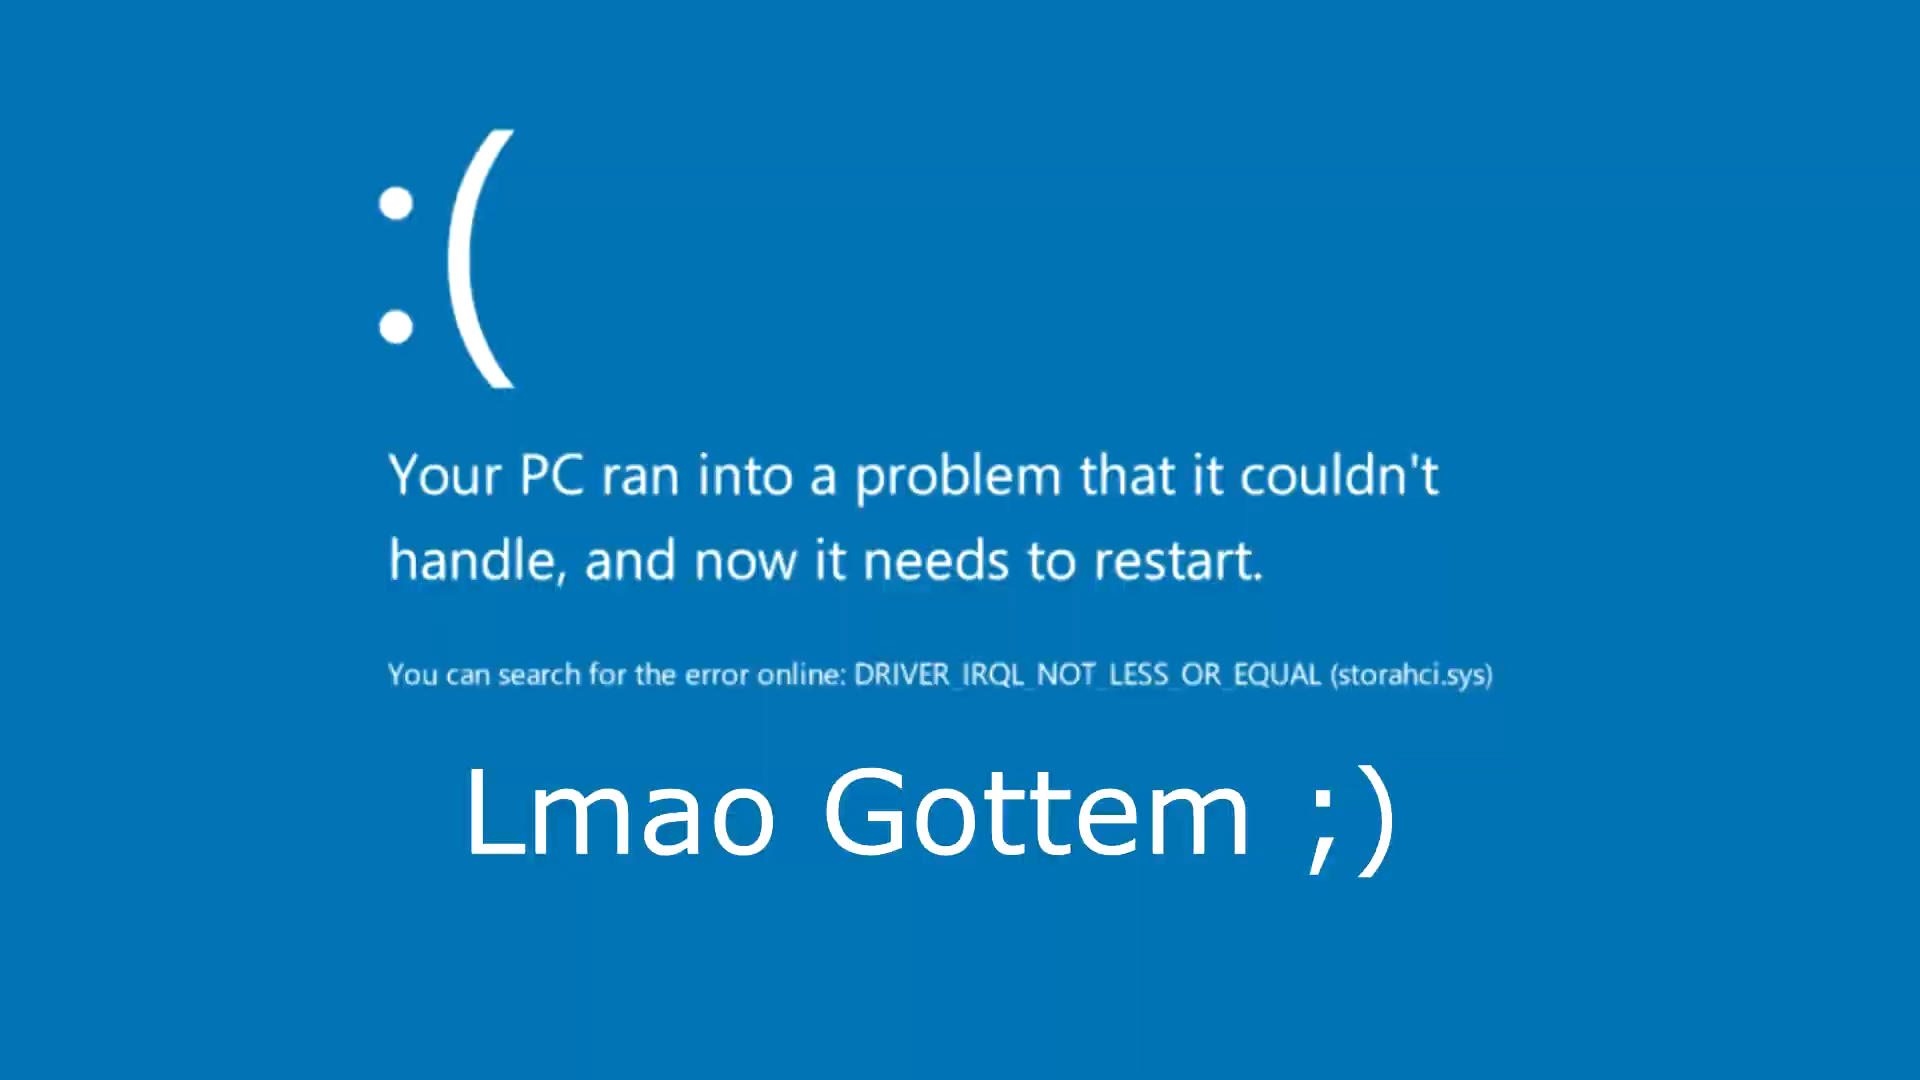 :(
Your PC ran into a problem that it couldn't
handle, and now it needs to restart.
You can search for the error online: DRIVER_IRQL_NOT_LESS_OR_EQUAL (storahci.sys)
Lmao Gottem ;)